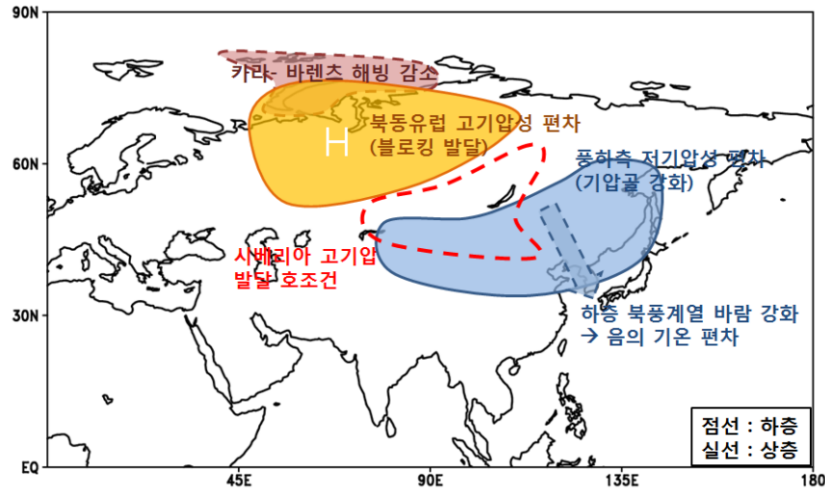 90N
카라- 바렌츠 해빙 감소
H
북동유럽 고기압성 편차
(블로킹 발달)
60N
풍하측 저기압성 편차
(기압골 강화)
시베리아 고기압
발달 호조건
30N
하층 북풍계열 바람 강화
→ 음의 기온 편차
점선 : 하층
실선 : 상층
EQ
45E
90E
135E
180